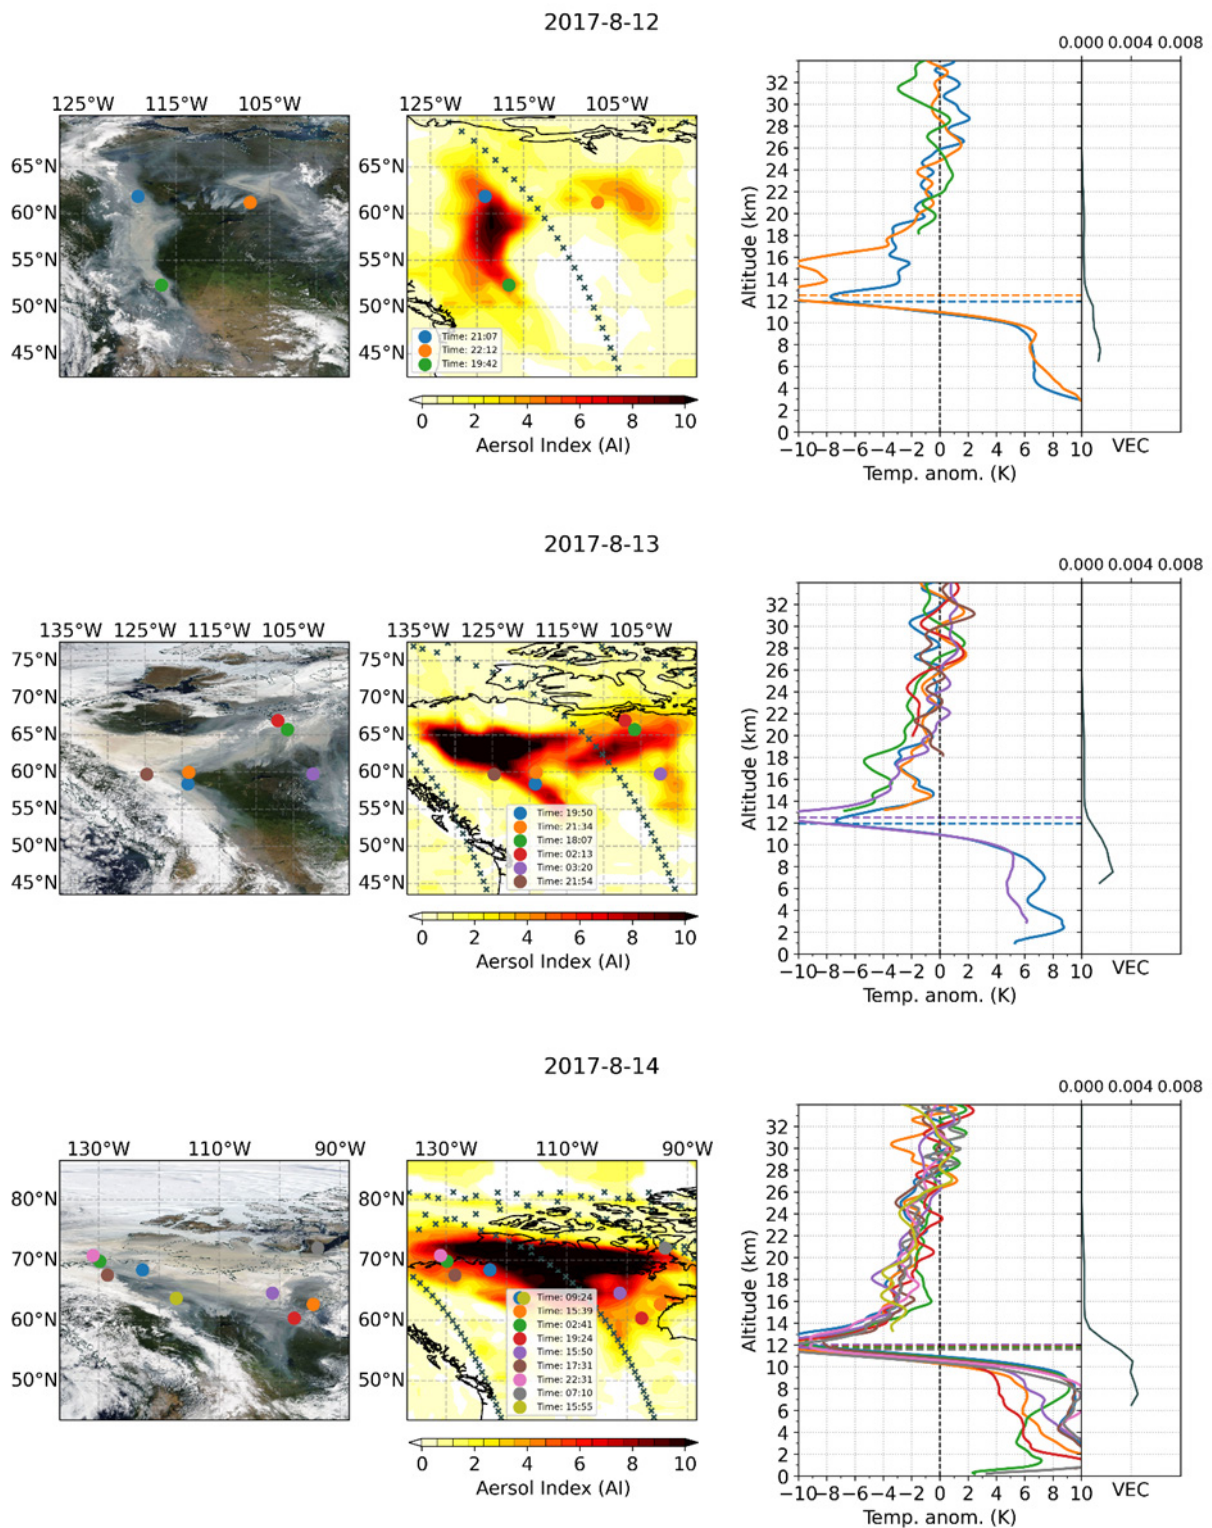 2017-8-12
0.000 0.004 0.008
125°W 115°W 105°W 125°W 115°W 105°W
65°N 65°N
60°N 60°N
55°N 55°N
50°N 50°N
45°N 45°N
Time: 21:07
Time: 22:12
Time: 19:42
0 2 4 6 8 10
Aersol Index (AI)
Altitude (km)
32
30
28
26
24
22
20
18
16
14
12
10
8
6
4
2
0
−10 −8 −6 −4 −2 0 2 4 6 8 10 VEC
Temp. anom. (K)
2017-8-13
0.000 0.004 0.008
135°W 125°W 115°W 105°W 135°W 125°W 115°W 105°W
75°N 75°N
70°N 70°N
65°N 65°N
60°N 60°N
55°N 55°N
50°N 50°N
45°N 45°N
Time: 19:50
Time: 21:34
Time: 18:07
Time: 02:13
Time: 03:20
Time: 21:54
0 2 4 6 8 10
Aersol Index (AI)
Altitude (km)
32
30
28
26
24
22
20
18
16
14
12
10
8
6
4
2
0
−10 −8 −6 −4 −2 0 2 4 6 8 10 VEC
Temp. anom. (K)
2017-8-14
0.000 0.004 0.008
130°W 110°W 90°W 130°W 110°W 90°W
80°N 80°N
70°N 70°N
60°N 60°N
50°N 50°N
Time: 09:24
Time: 15:39
Time: 02:41
Time: 19:24
Time: 15:50
Time: 17:31
Time: 22:31
Time: 07:10
Time: 15:55
0 2 4 6 8 10
Aersol Index (AI)
Altitude (km)
32
30
28
26
24
22
20
18
16
14
12
10
8
6
4
2
0
−10 −8 −6 −4 −2 0 2 4 6 8 10 VEC
Temp. anom. (K)